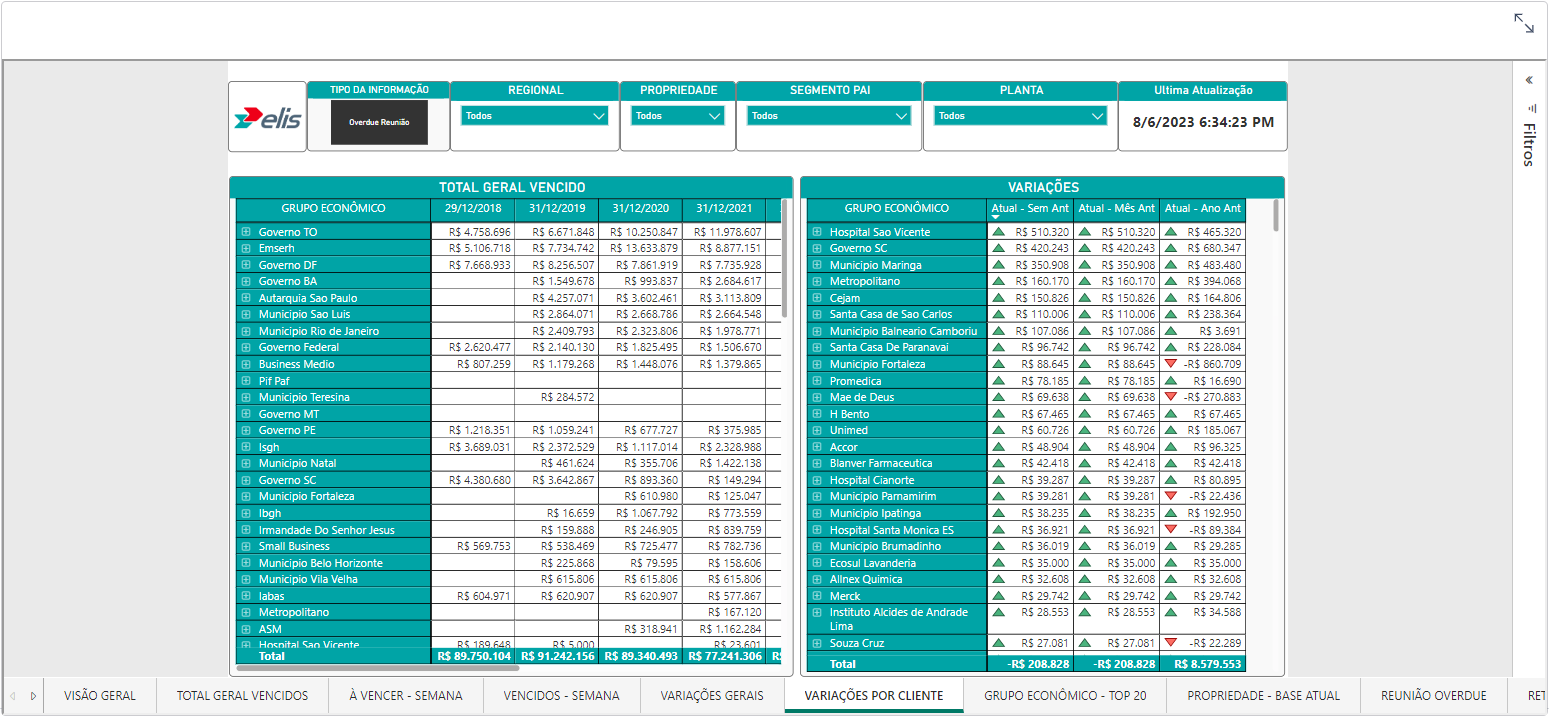 elis
TIPO DA INFORMAÇÃO
Overdue Reunião
REGIONAL
Todos
PROPRIEDADE
Todos
SEGMENTO PAI
Todos
PLANTA
Todos
Ultima Atualização
8/6/2023 6:34:23 PM
Filtros
TOTAL GERAL VENCIDO
GRUPO ECONÔMICO 29/12/2018 31/12/2019 31/12/2020 31/12/2021
Governo TO R$ 4.758.696 R$ 6.671.848 R$ 10.250.847 R$ 11.978.607
Emserh R$ 5.106.718 R$ 7.734.742 R$ 13.633.879 R$ 8.877.151
Governo DF R$ 7.668.933 R$ 8.256.507 R$ 7.861.919 R$ 7.735.928
Governo BA R$ 1.549.678 R$ 993.837 R$ 2.684.617
Autarquia Sao Paulo R$ 4.257.071 R$ 3.602.461 R$ 3.113.809
Municipio Sao Luis R$ 2.864.071 R$ 2.668.786 R$ 2.664.548
Municipio Rio de Janeiro R$ 2.409.793 R$ 2.323.806 R$ 1.978.771
Governo Federal R$ 2.620.477 R$ 2.140.130 R$ 1.825.495 R$ 1.506.670
Business Medio R$ 807.259 R$ 1.179.268 R$ 1.448.076 R$ 1.379.865
Pif Paf
Municipio Teresina R$ 284.572
Governo MT
Governo PE R$ 1.218.351 R$ 1.059.241 R$ 677.727 R$ 375.985
Isgh R$ 3.689.031 R$ 2.372.529 R$ 1.117.014 R$ 2.328.988
Municipio Natal R$ 461.624 R$ 355.706 R$ 1.422.138
Governo SC R$ 4.380.680 R$ 3.642.867 R$ 893.360 R$ 149.294
Municipio Fortaleza R$ 610.980 R$ 125.047
Ibgh R$ 16.659 R$ 1.067.792 R$ 773.559
Irmandade Do Senhor Jesus R$ 159.888 R$ 246.905 R$ 839.759
Small Business R$ 569.753 R$ 538.469 R$ 725.477 R$ 782.736
Municipio Belo Horizonte R$ 225.868 R$ 79.595 R$ 158.606
Municipio Vila Velha R$ 615.806 R$ 615.806 R$ 615.806
Iabas R$ 604.971 R$ 620.907 R$ 620.907 R$ 577.867
Metropolitano R$ 167.120
ASM R$ 318.941 R$ 1.162.284
Hospital Sao Vicente R$ 189.648 R$ 5.000 R$ 23.601
Total R$ 89.750.104 R$ 91.242.156 R$ 89.340.493 R$ 77.241.306
VARIAÇÕES
GRUPO ECONÔMICO Atual - Sem Ant Atual - Mês Ant Atual - Ano Ant
Hospital Sao Vicente R$ 510.320 R$ 510.320 R$ 465.320
Governo SC R$ 420.243 R$ 420.243 R$ 680.347
Municipio Maringa R$ 350.908 R$ 350.908 R$ 483.480
Metropolitano R$ 160.170 R$ 160.170 R$ 394.068
Cejam R$ 150.826 R$ 150.826 R$ 164.806
Santa Casa de Sao Carlos R$ 110.006 R$ 110.006 R$ 238.364
Municipio Balneario Camboriu R$ 107.086 R$ 107.086 R$ 3.691
Santa Casa De Paranavai R$ 96.742 R$ 96.742 R$ 228.084
Municipio Fortaleza R$ 88.645 R$ 88.645 -R$ 860.709
Promedica R$ 78.185 R$ 78.185 R$ 16.690
Mae de Deus R$ 69.638 R$ 69.638 -R$ 270.883
H Bento R$ 67.465 R$ 67.465 R$ 67.465
Unimed R$ 60.726 R$ 60.726 R$ 185.067
Accor R$ 48.904 R$ 48.904 R$ 96.325
Blanver Farmaceutica R$ 42.418 R$ 42.418 R$ 42.418
Hospital Cianorte R$ 39.287 R$ 39.287 R$ 80.895
Municipio Parnamirim R$ 39.281 R$ 39.281 -R$ 22.436
Municipio Ipatinga R$ 38.235 R$ 38.235 R$ 192.950
Hospital Santa Monica ES R$ 36.921 R$ 36.921 -R$ 89.384
Municipio Brumadinho R$ 36.019 R$ 36.019 R$ 29.285
Ecosul Lavanderia R$ 35.000 R$ 35.000 R$ 35.000
Allnex Quimica R$ 32.608 R$ 32.608 R$ 32.608
Merck R$ 29.742 R$ 29.742 R$ 29.742
Instituto Alcides de Andrade R$ 28.553 R$ 28.553 R$ 34.588
Lima
Souza Cruz R$ 27.081 R$ 27.081 -R$ 22.289
Total -R$ 208.828 -R$ 208.828 R$ 8.579.553
VISÃO GERAL TOTAL GERAL VENCIDOS À VENCER - SEMANA VENCIDOS - SEMANA VARIAÇÕES GERAIS VARIAÇÕES POR CLIENTE GRUPO ECONÔMICO - TOP 20 PROPRIEDADE - BASE ATUAL REUNIÃO OVERDUE